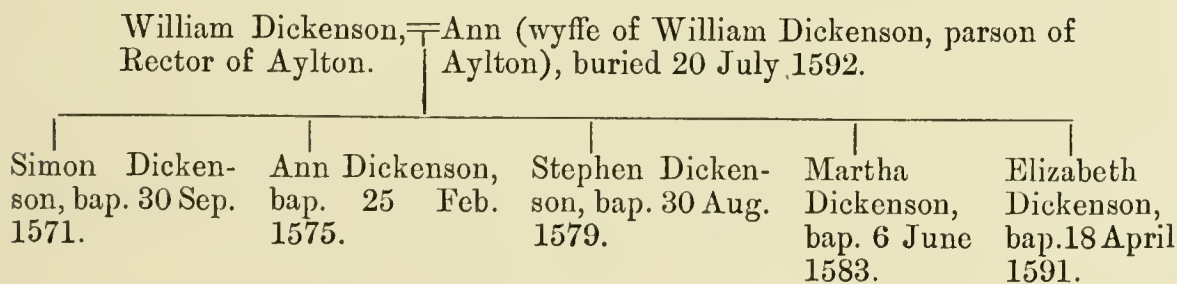 William Dickenson,
Rector of Aylton.
Ann (wyffe of William Dickenson, parson of
Aylton), buried 20 July 1592.
Simon Dicken-
son, bap. 30 Sep.
1571.
Ann Dickenson,
bap. 25 Feb.
1575.
Stephen Dicken-
son, bap. 30 Aug.
1579.
Martha
Dickenson,
bap. 6 June
1583.
Elizabeth
Dickenson,
bap.18 April
1591.